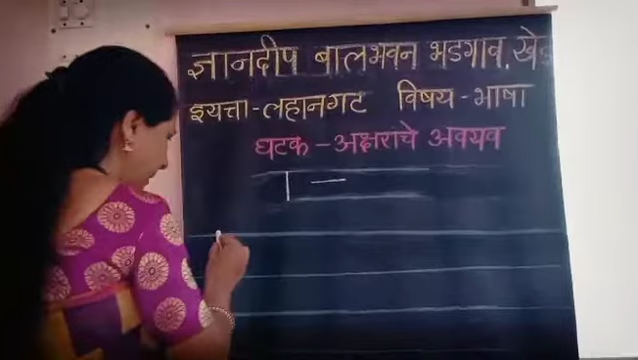 ज्ञानदीप बालभवन भडगाव, खेड
इयत्ता - लहानगट विषय - भाषा
घटक - अक्षरांचे अवयव